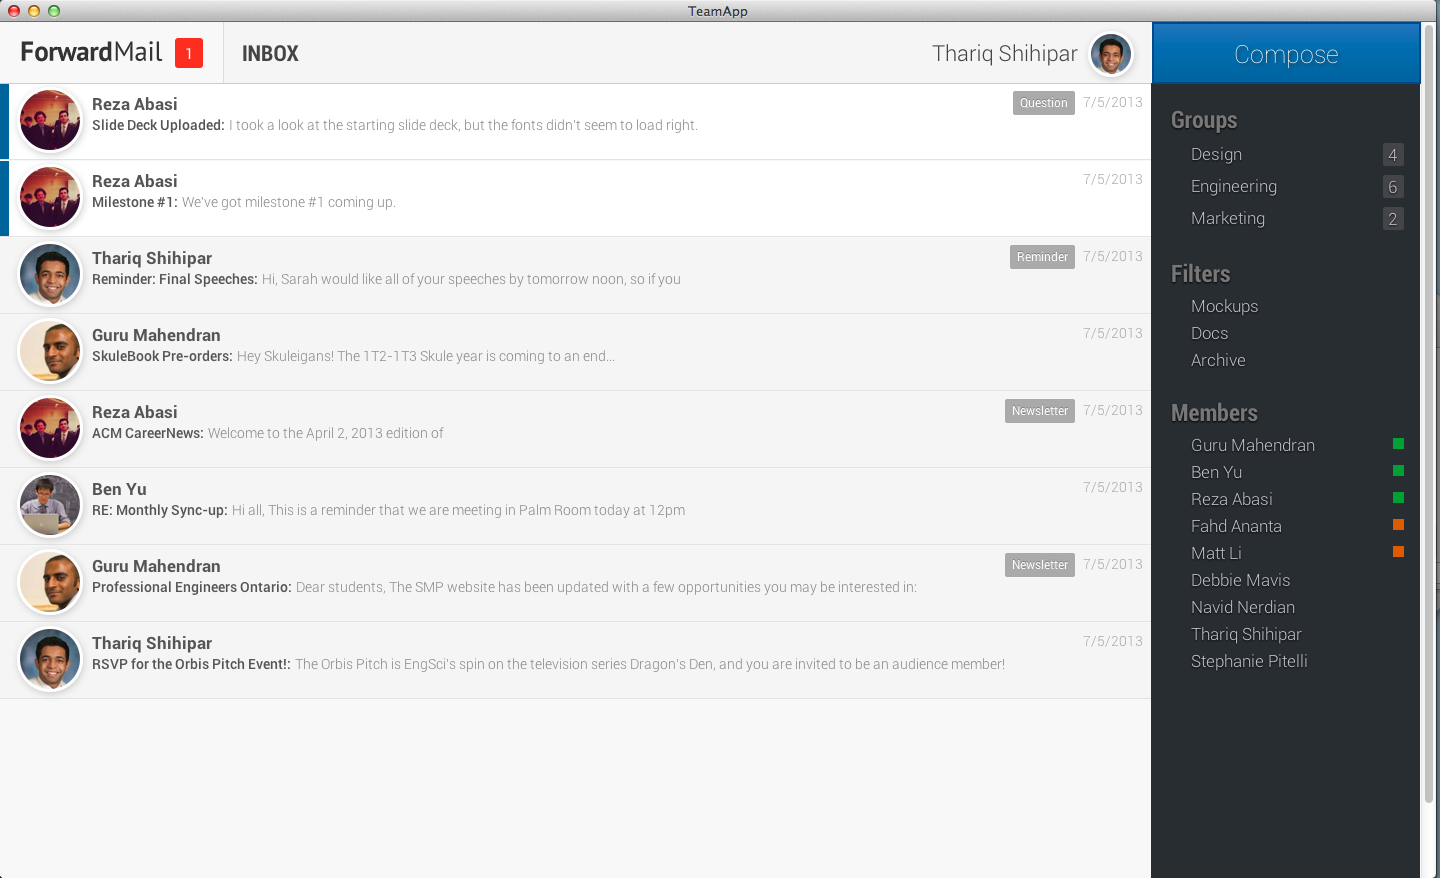 TeamApp
ForwardMail 1
INBOX
Thariq Shihipar
Compose
Reza Abasi
Question 7/5/2013
Slide Deck Uploaded: I took a look at the starting slide deck, but the fonts didn't seem to load right.
Reza Abasi
7/5/2013
Milestone #1: We've got milestone #1 coming up.
Thariq Shihipar
Reminder 7/5/2013
Reminder: Final Speeches: Hi, Sarah would like all of your speeches by tomorrow noon, so if you
Guru Mahendran
7/5/2013
SkuleBook Pre-orders: Hey Skuleigans! The 1T2-1T3 Skule year is coming to an end...
Reza Abasi
Newsletter 7/5/2013
ACM CareerNews: Welcome to the April 2, 2013 edition of
Ben Yu
7/5/2013
RE: Monthly Sync-up: Hi all, This is a reminder that we are meeting in Palm Room today at 12pm
Guru Mahendran
Newsletter 7/5/2013
Professional Engineers Ontario: Dear students, The SMP website has been updated with a few opportunities you may be interested in:
Thariq Shihipar
7/5/2013
RSVP for the Orbis Pitch Event!: The Orbis Pitch is EngSci's spin on the television series Dragon's Den, and you are invited to be an audience member!
Groups
Design 4
Engineering 6
Marketing 2
Filters
Mockups
Docs
Archive
Members
Guru Mahendran
Ben Yu
Reza Abasi
Fahd Ananta
Matt Li
Debbie Mavis
Navid Nerdian
Thariq Shihipar
Stephanie Pitelli